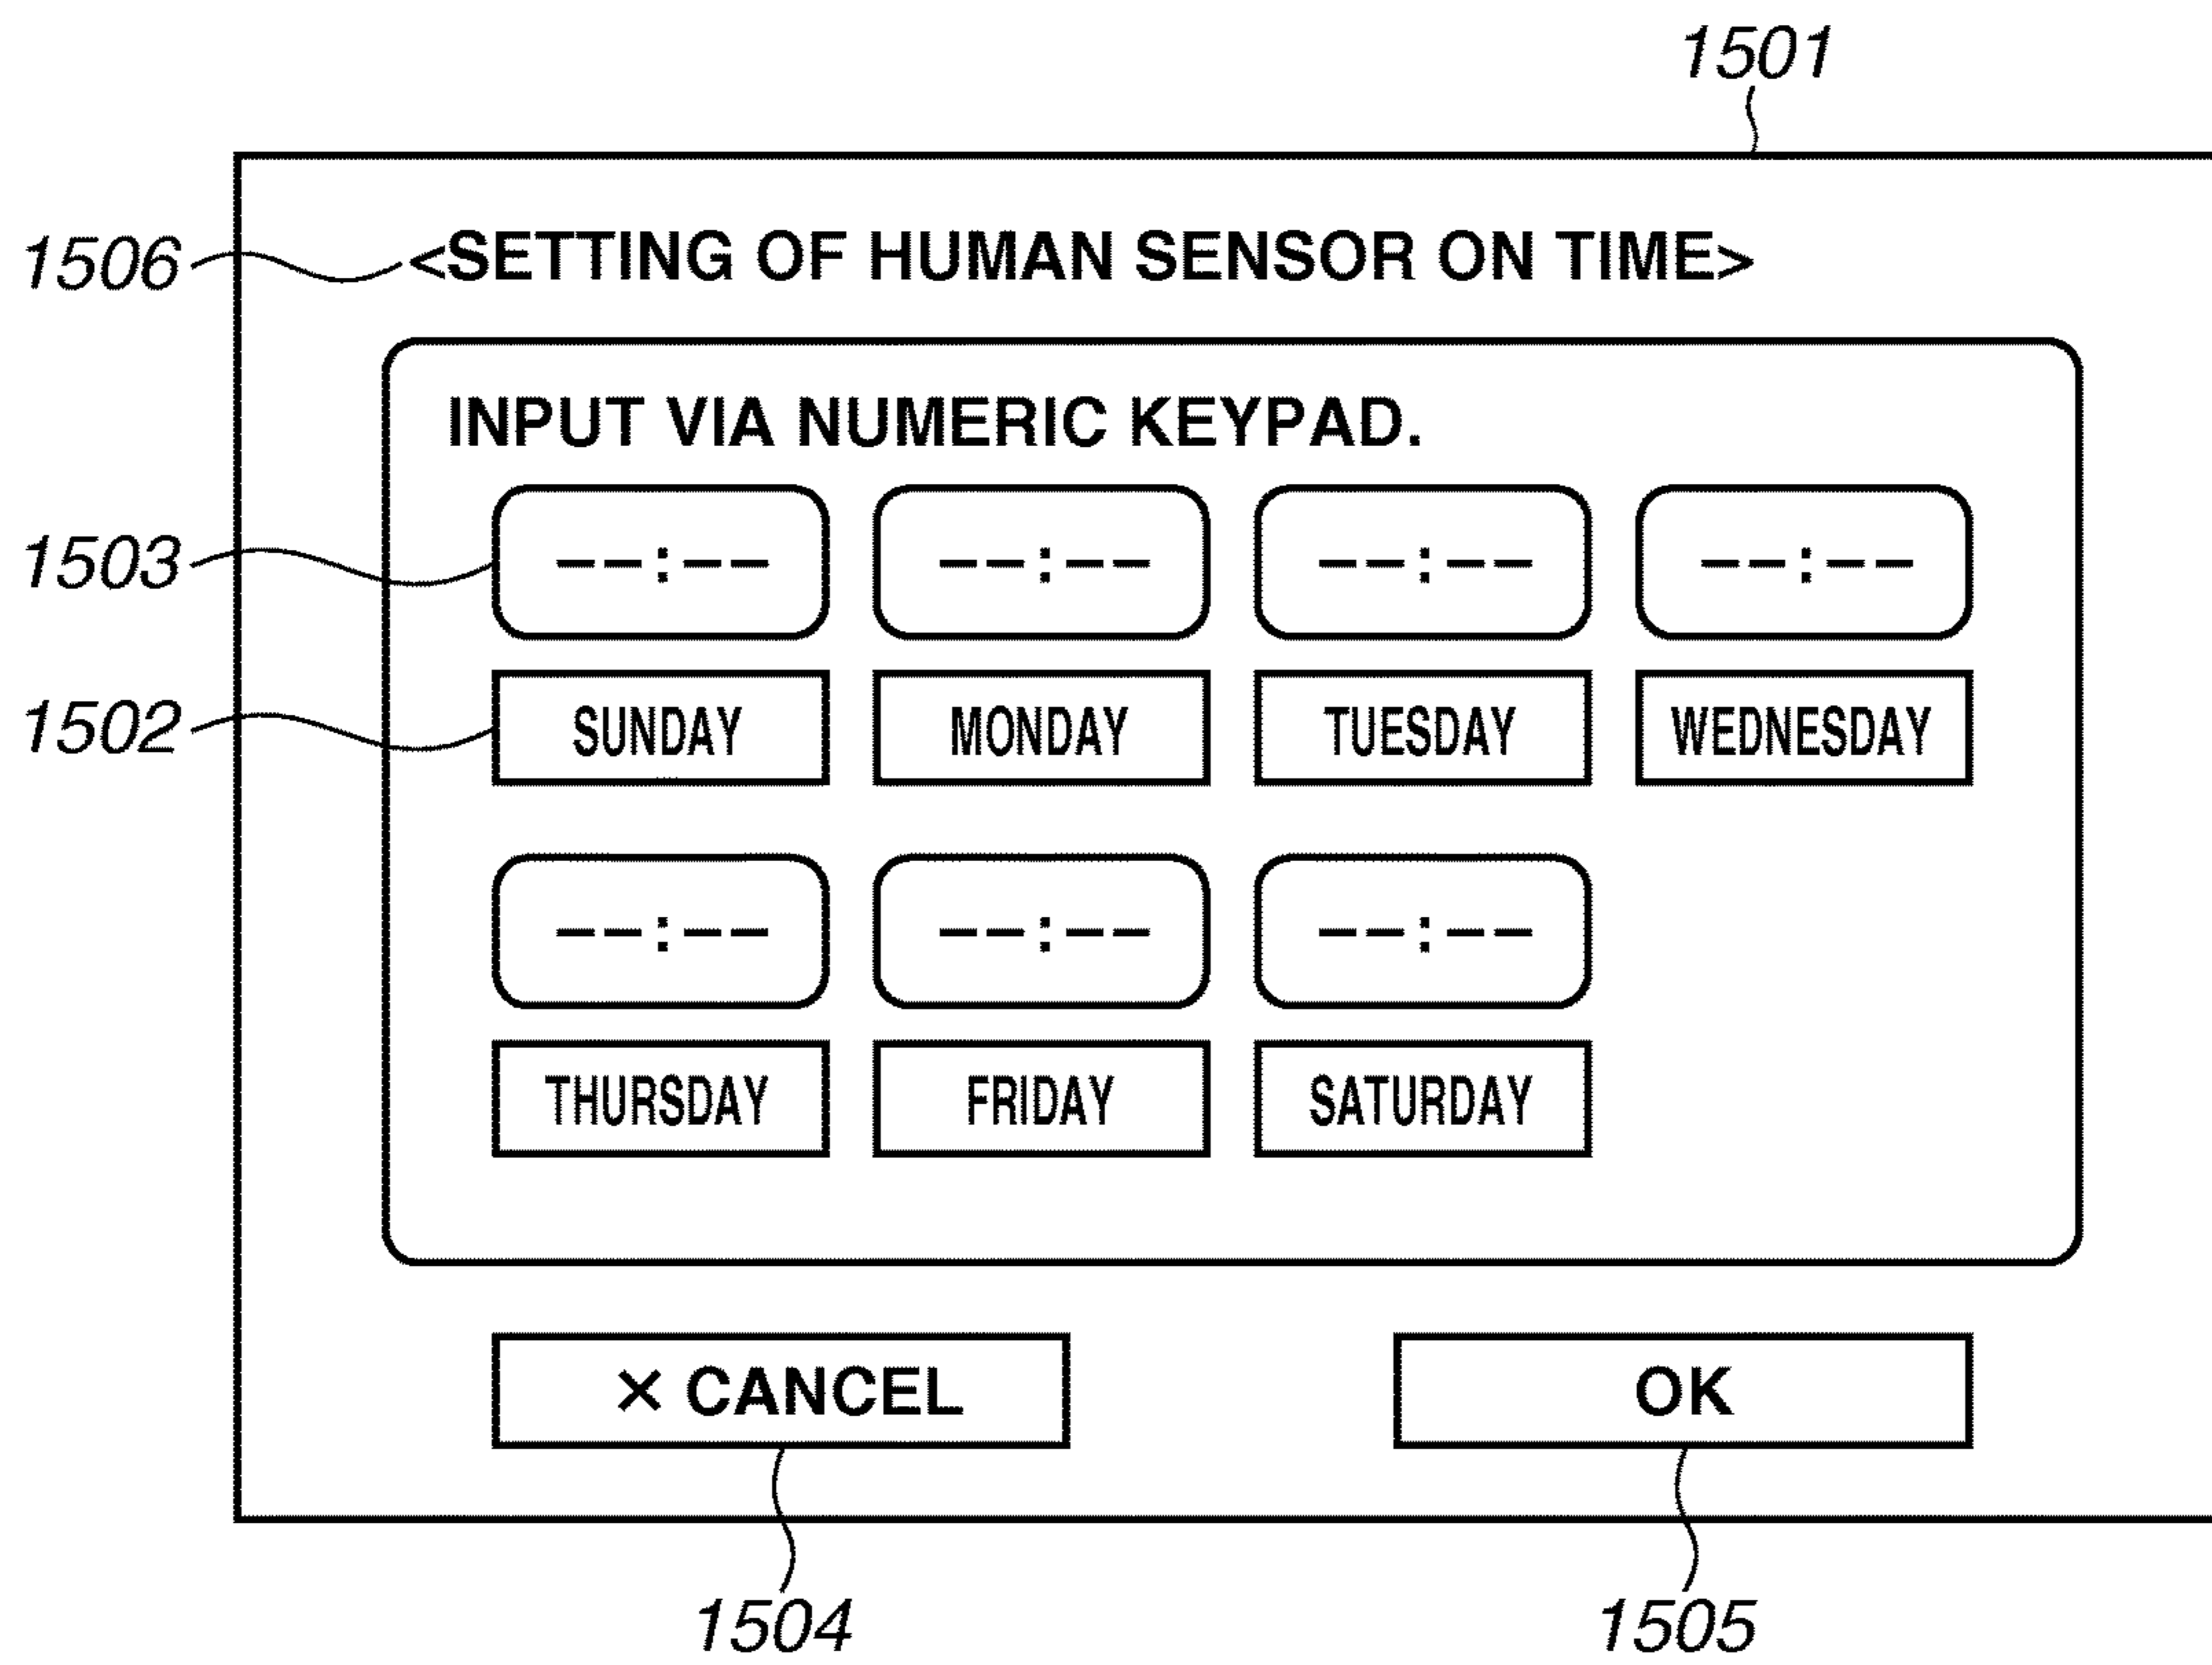 1501
1506 <SETTING OF HUMAN SENSOR ON TIME>
INPUT VIA NUMERIC KEYPAD.
1503 --:-- --:-- --:-- --:--
1502 SUNDAY MONDAY TUESDAY WEDNESDAY
--:-- --:-- --:--
THURSDAY FRIDAY SATURDAY
× CANCEL OK
1504 1505